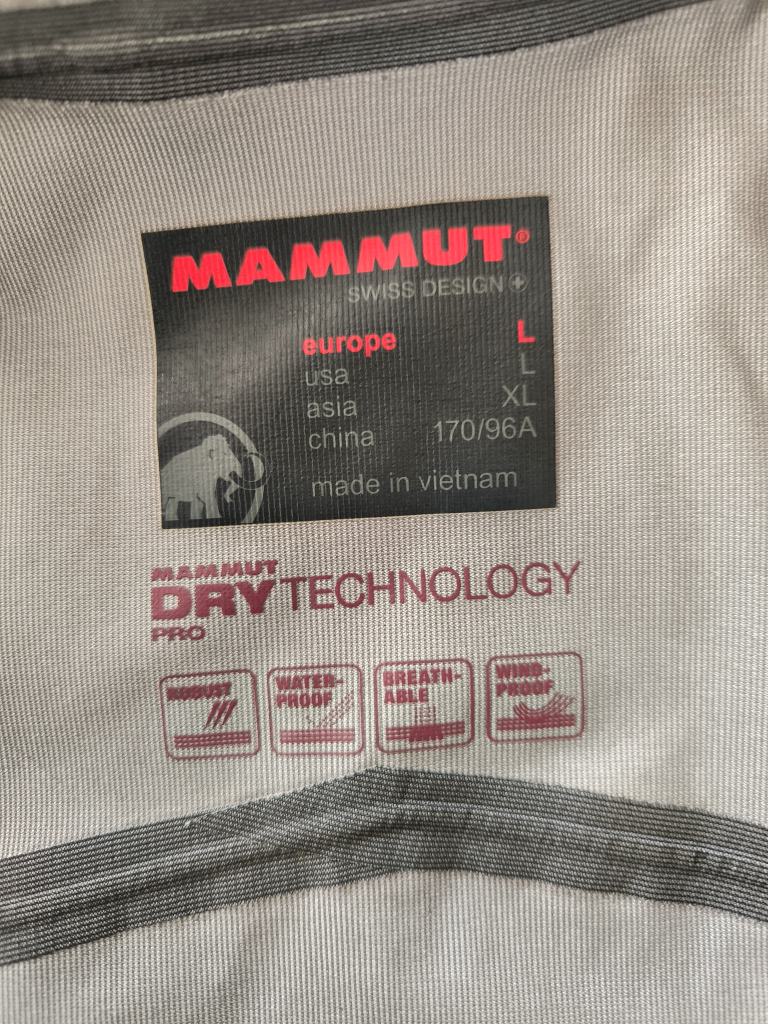 MAMMUT®
SWISS DESIGN
europe L
usa L
asia XL
china 170/96A
made in vietnam
MAMMUT
DRY TECHNOLOGY
PRO
ROBUST
WATER-
PROOF
BREATH-
ABLE
WIND-
PROOF